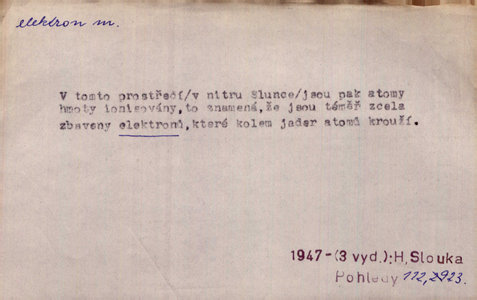 elektron m.
V tomto prostředí/v nitru Slunce/jsou pak atomy
hmoty ionisovány,to znamená,že jsou téměř zcela
zbaveny elektronů,které kolem jader atomů krouží.
1947-(3 vyd.):H,Slouka
Pohledy 112,2923.